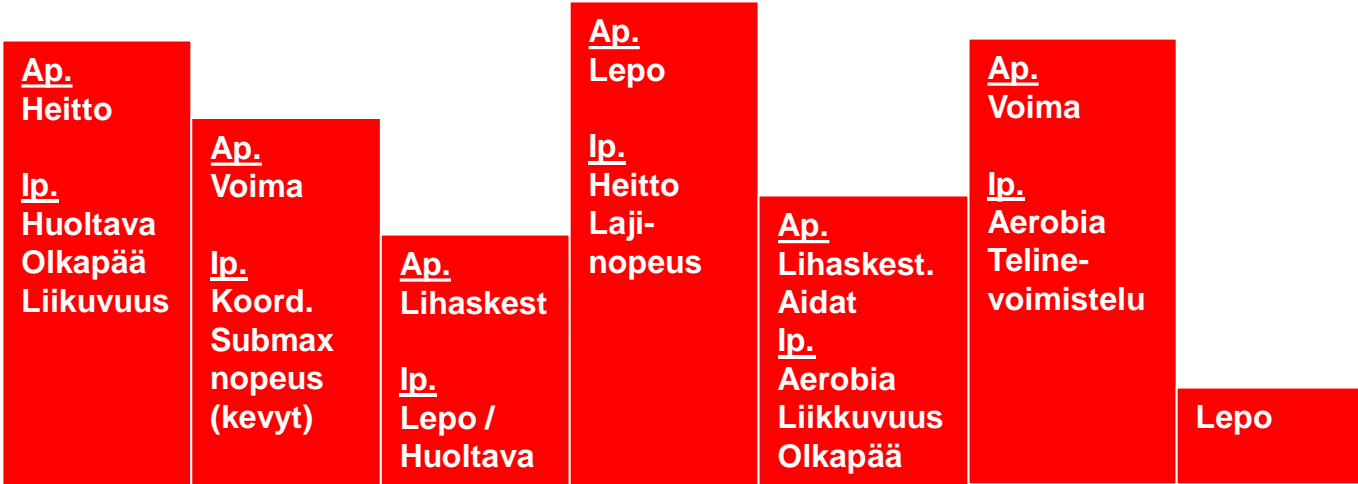 Ap.
Heitto
Ip.
Huoltava
Olkapää
Liikuvuus
Ap.
Voima
Ip.
Koord.
Submax
nopeus
(kevyt)
Ap.
Lihaskest
Ip.
Lepo /
Huoltava
Ap.
Lepo
Ip.
Heitto
Laji-
nopeus
Ap.
Lihaskest.
Aidat
Ip.
Aerobia
Liikkuvuus
Olkapää
Ap.
Voima
Ip.
Aerobia
Teline-
voimistelu
Lepo